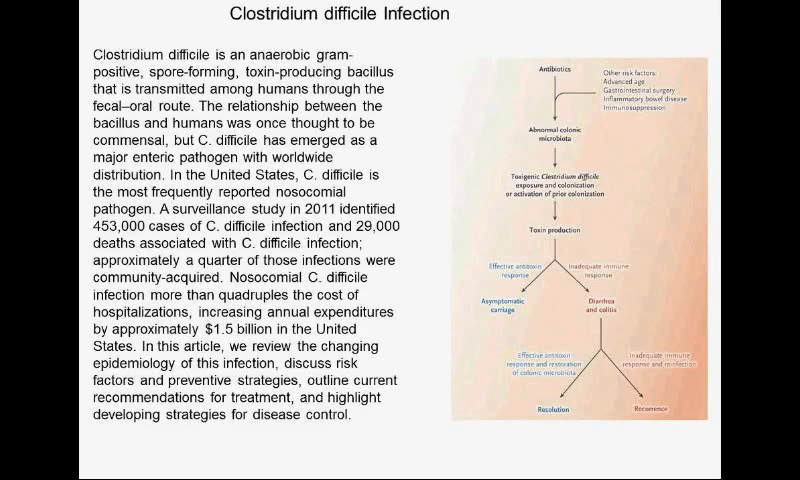 Clostridium difficile Infection
Clostridium difficile is an anaerobic gram-
positive, spore-forming, toxin-producing bacillus
that is transmitted among humans through the
fecal–oral route. The relationship between the
bacillus and humans was once thought to be
commensal, but C. difficile has emerged as a
major enteric pathogen with worldwide
distribution. In the United States, C. difficile is
the most frequently reported nosocomial
pathogen. A surveillance study in 2011 identified
453,000 cases of C. difficile infection and 29,000
deaths associated with C. difficile infection;
approximately a quarter of those infections were
community-acquired. Nosocomial C. difficile
infection more than quadruples the cost of
hospitalizations, increasing annual expenditures
by approximately $1.5 billion in the United
States. In this article, we review the changing
epidemiology of this infection, discuss risk
factors and preventive strategies, outline current
recommendations for treatment, and highlight
developing strategies for disease control.
Antibiotics
Other risk factors:
Advanced age
Gastrointestinal surgery
Inflammatory bowel disease
Immunosuppression
Abnormal colonic
microbiota
Toxigenic Clostridium difficile
exposure and colonization
or activation of prior colonization
Toxin production
Effective antitoxin
response
Inadequate immune
response
Asymptomatic
carriage
Diarrhea
and colitis
Effective antitoxin
response and restoration
of colonic microbiota
Inadequate immune
response and reinfection
Resolution
Recurrence